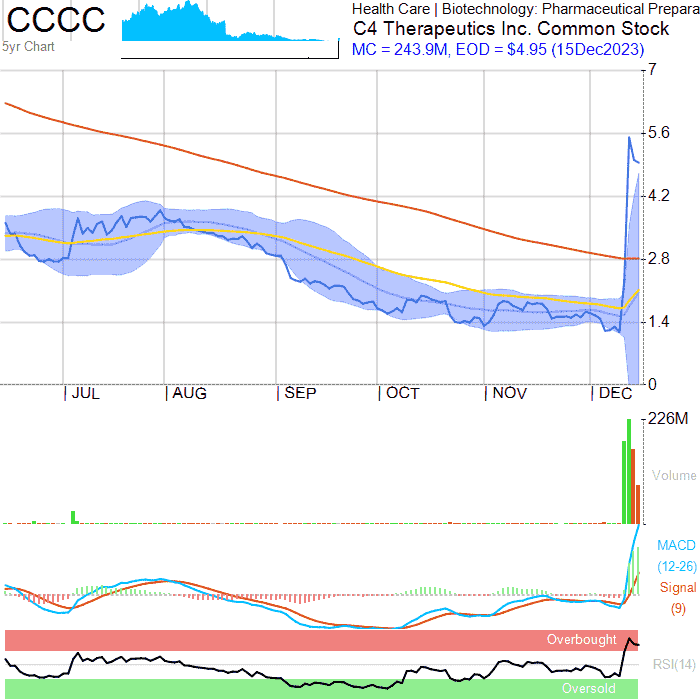 CCCC
5yr Chart
Health Care | Biotechnology: Pharmaceutical Prepara
C4 Therapeutics Inc. Common Stock
MC = 243.9M, EOD = $4.95 (15Dec2023)
7
5.6
4.2
2.8
1.4
0
JUL AUG SEP OCT NOV DEC
226M
Volume
MACD
(12-26)
Signal
(9)
Overbought
RSI(14)
Oversold